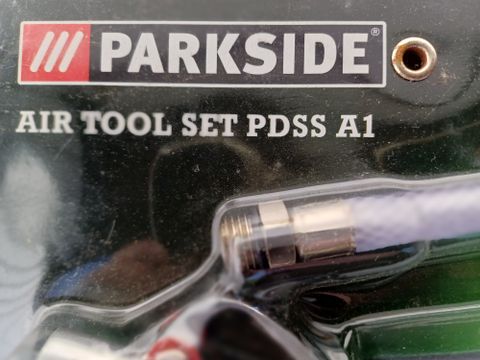 /// PARKSIDE®
AIR TOOL SET PDSS A1